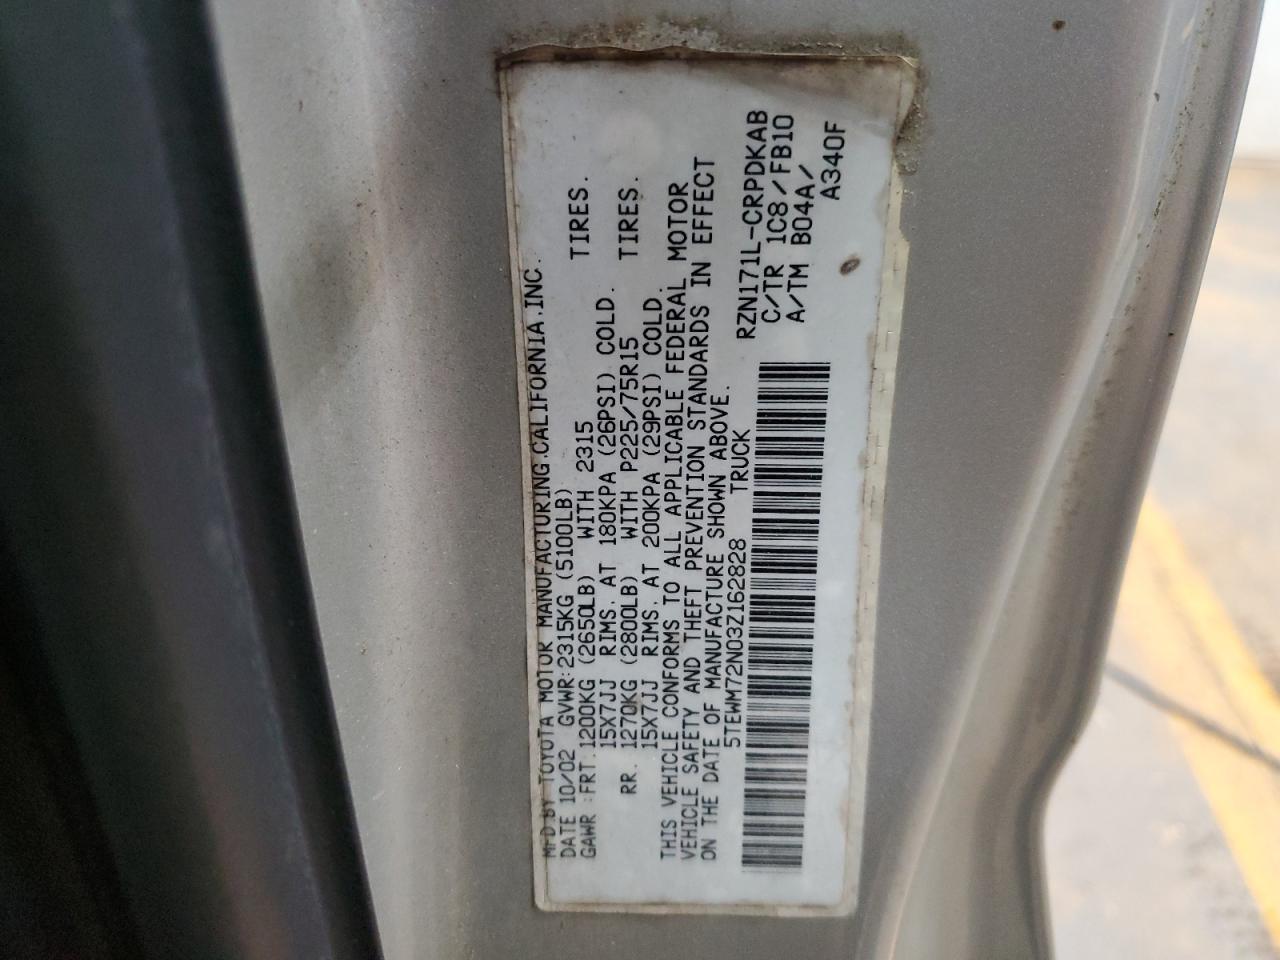 MFD.BY TOYOTA MOTOR MANUFACTURING.CALIFORNIA.INC.
DATE 10/02 GVWR:2315KG (5100LB)
GAWR :FRT.1200KG (2650LB) WITH 2315 TIRES.
15X7JJ RIMS. AT 180KPA (26PSI) COLD.
RR. 1270KG (2800LB) WITH P225/75R15 TIRES.
15X7JJ RIMS. AT 200KPA (29PSI) COLD.
THIS VEHICLE CONFORMS TO ALL APPLICABLE FEDERAL MOTOR
VEHICLE SAFETY AND THEFT PREVENTION STANDARDS IN EFFECT
ON THE DATE OF MANUFACTURE SHOWN ABOVE.
5TEWM72N03Z162828 TRUCK
RZN171L-CRPDKAB
C/TR 1C8/FB10
A/TM B04A/
A340F